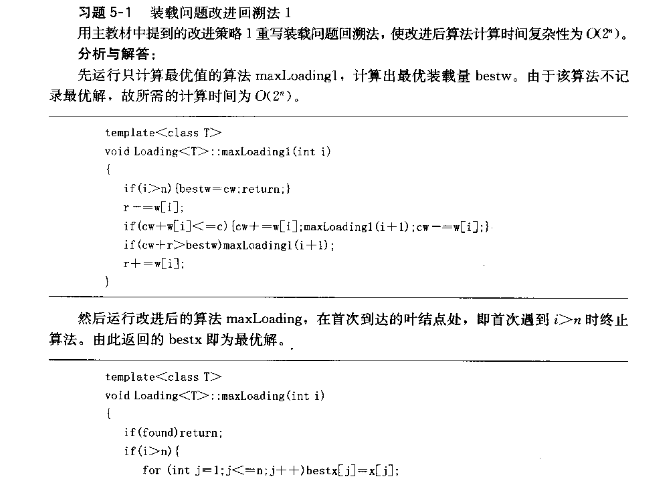 习题 5-1 装载问题改进回溯法 1
用主教材中提到的改进策略 1 重写装载问题回溯法，使改进后算法计算时间复杂性为 O(2ⁿ)。
分析与解答：
先运行只计算最优值的算法 maxLoading1，计算出最优装载量 bestw。由于该算法不记
录最优解，故所需的计算时间为 O(2ⁿ)。
template<class T>
void Loading<T>::maxLoading1(int i)
{
if(i>n){bestw=cw;return;}
r-=w[i];
if(cw+w[i]<=c){cw+=w[i];maxLoading1(i+1);cw-=w[i];}
if(cw+r>bestw)maxLoading1(i+1);
r+=w[i];
}
然后运行改进后的算法 maxLoading，在首次到达的叶结点处，即首次遇到 i>n 时终止
算法。由此返回的 bestx 即为最优解。
template<class T>
void Loading<T>::maxLoading(int i)
{
if(found)return;
if(i>n){
for (int j=1;j<=n;j++)bestx[j]=x[j];